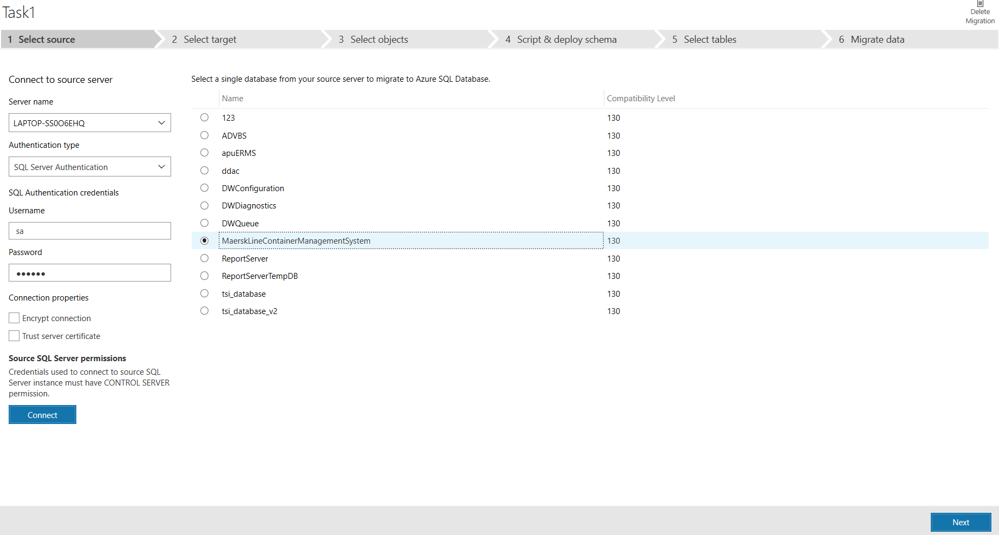 Task1
Delete
Migration
1 Select source
2 Select target
3 Select objects
4 Script & deploy schema
5 Select tables
6 Migrate data
Connect to source server
Server name
LAPTOP-SS0O6EHQ
Authentication type
SQL Server Authentication
SQL Authentication credentials
Username
sa
Password
●●●●●●
Connection properties
Encrypt connection
Trust server certificate
Source SQL Server permissions
Credentials used to connect to source SQL
Server instance must have CONTROL SERVER
permission.
Connect
Select a single database from your source server to migrate to Azure SQL Database.
Name Compatibility Level
123 130
ADVBS 130
apuERMS 130
ddac 130
DWConfiguration 130
DWDiagnostics 130
DWQueue 130
MaerskLineContainerManagementSystem 130
ReportServer 130
ReportServerTempDB 130
tsi_database 130
tsi_database_v2 130
Next